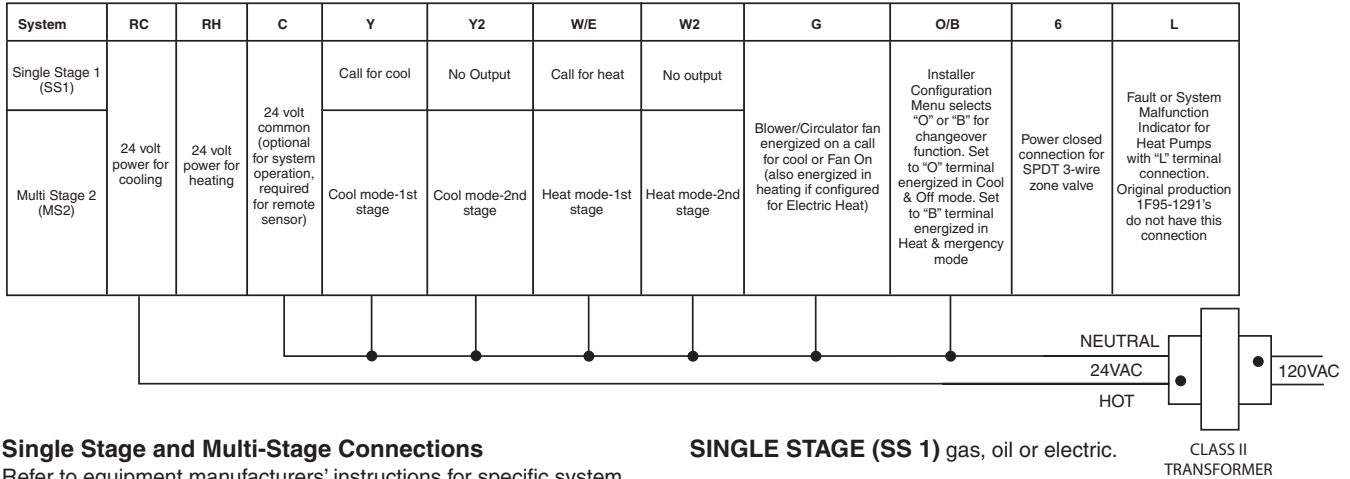 System RC RH C Y Y2 W/E W2 G O/B 6 L
Single Stage 1
(SS1)
Multi Stage 2
(MS2)
24 volt
power for
cooling
24 volt
power for
heating
24 volt
common
(optional
for system
operation,
required
for remote
sensor)
Call for cool
Cool mode-1st
stage
No Output
Cool mode-2nd
stage
Call for heat
Heat mode-1st
stage
No output
Heat mode-2nd
stage
Blower/Circulator fan
energized on a call
for cool or Fan On
(also energized in
heating if configured
for Electric Heat)
Installer
Configuration
Menu selects
“O” or “B” for
changeover
function. Set
to “O” terminal
energized in Cool
& Off mode. Set
to “B” terminal
energized in
Heat & mergency
mode
Power closed
connection for
SPDT 3-wire
zone valve
Fault or System
Malfunction
Indicator for
Heat Pumps
with “L” terminal
connection.
Original production
1F95-1291’s
do not have this
connection
NEUTRAL
24VAC
HOT
120VAC
CLASS II
TRANSFORMER
Single Stage and Multi-Stage Connections
Refer to equipment manufacturers’ instructions for specific system
SINGLE STAGE (SS 1) gas, oil or electric.